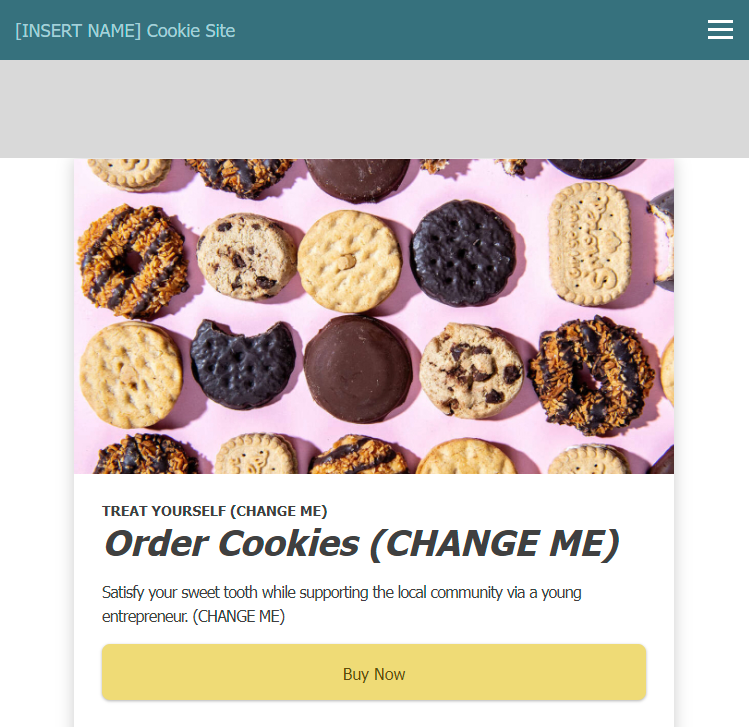 [INSERT NAME] Cookie Site
TREAT YOURSELF (CHANGE ME)
Order Cookies (CHANGE ME)
Satisfy your sweet tooth while supporting the local community via a young
entrepreneur. (CHANGE ME)
Buy Now